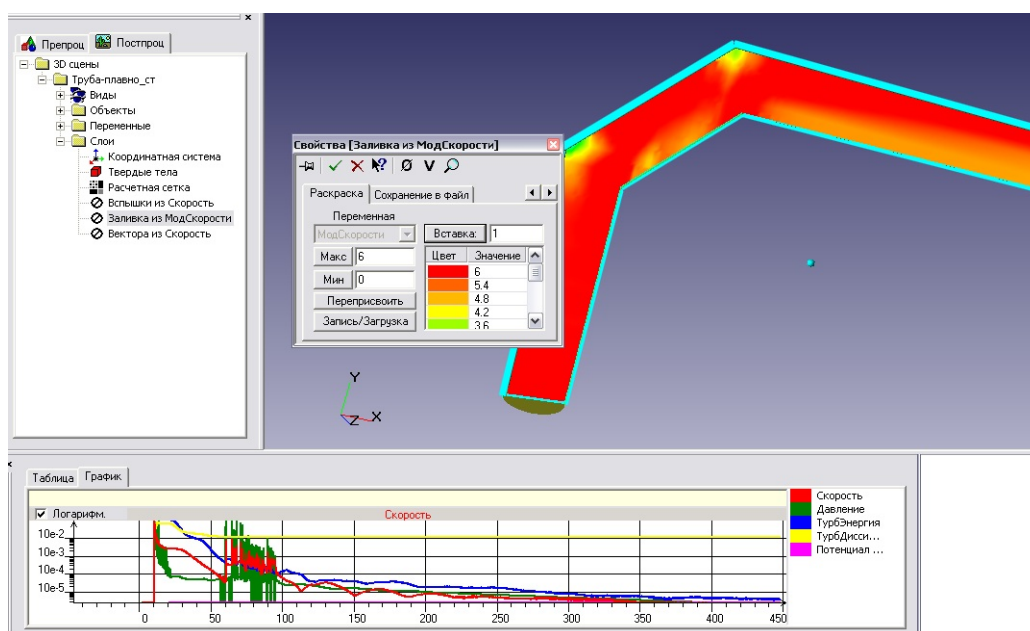 Препроц Постпроц
3D сцены
Труба-плавно_ст
Виды
Объекты
Переменные
Слои
Координатная система
Твердые тела
Расчетная сетка
Вспышки из Скорость
Заливка из МодСкорости
Вектора из Скорость
Свойства [Заливка из МодСкорости]
Раскраска Сохранение в файл
Переменная
МодСкорости Вставка: 1
Макс 6 Цвет Значение
6
Мин 0 5.4
Переприсвоить 4.8
4.2
Запись/Загрузка 3.6
Y
Z X
Таблица График
Логарифм. Скорость
10e-2
10e-3
10e-4
10e-5
0 50 100 150 200 250 300 350 400 450
Скорость
Давление
ТурбЭнергия
ТурбДисси...
Потенциал ...